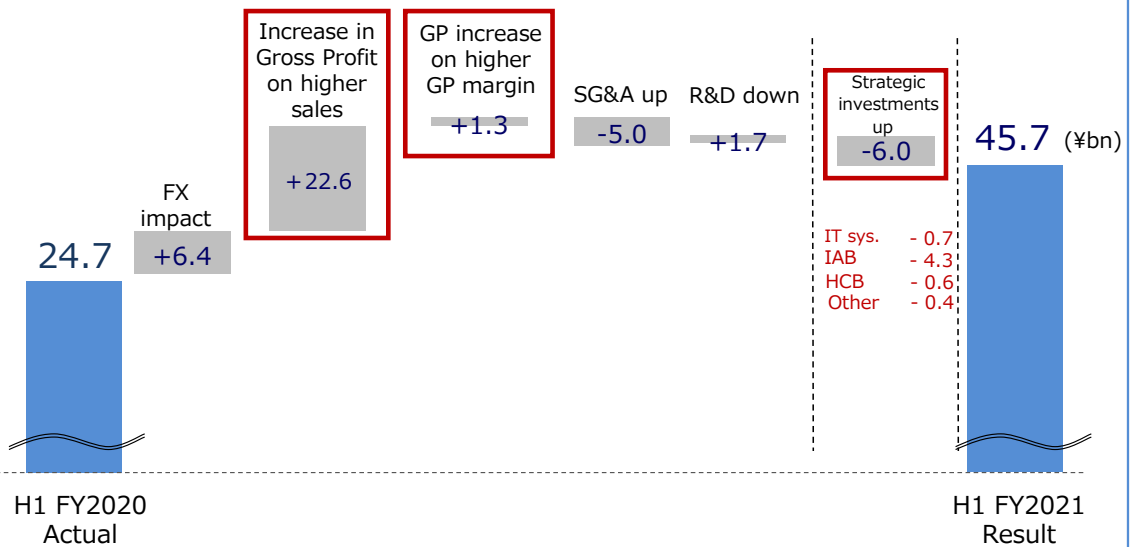 Increase in
Gross Profit
on higher
sales
+22.6
GP increase
on higher
GP margin
+1.3
SG&A up
-5.0
R&D down
+1.7
Strategic
investments
up
-6.0
45.7 (¥bn)
FX
impact
+6.4
24.7
IT sys. - 0.7
IAB - 4.3
HCB - 0.6
Other - 0.4
H1 FY2020
Actual
H1 FY2021
Result